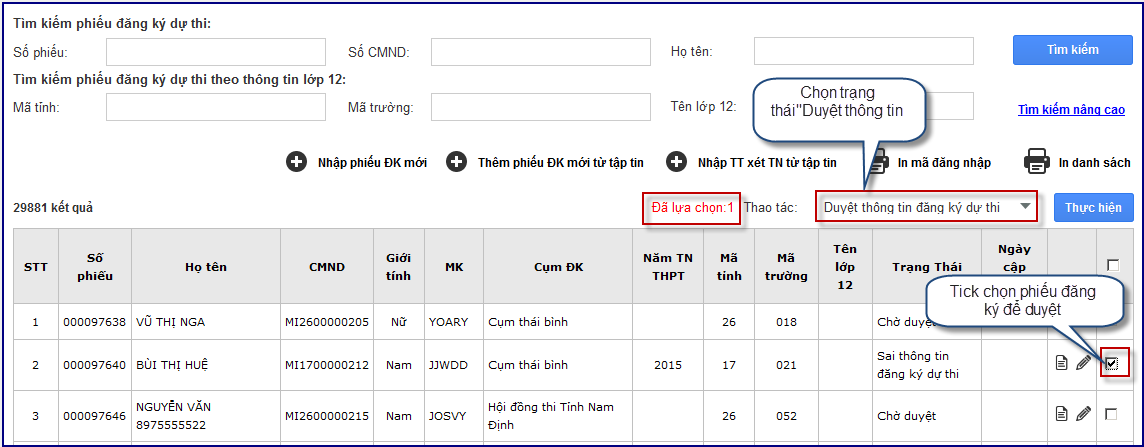 Tìm kiếm phiếu đăng ký dự thi:
Số phiếu: Số CMND: Họ tên: Tìm kiếm
Tìm kiếm phiếu đăng ký dự thi theo thông tin lớp 12:
Mã tỉnh: Mã trường: Tên lớp 12: Tìm kiếm nâng cao
Chọn trạng
thái"Duyệt thông tin
Nhập phiếu ĐK mới Thêm phiếu ĐK mới từ tập tin Nhập TT xét TN từ tập tin In mã đăng nhập In danh sách
29881 kết quả Đã lựa chọn:1 Thao tác: Duyệt thông tin đăng ký dự thi Thực hiện
STT Số phiếu Họ tên CMND Giới tính MK Cụm ĐK Năm TN THPT Mã tỉnh Mã trường Tên lớp 12 Trạng Thái Ngày cập
Tick chọn phiếu đăng
ký để duyệt
1 000097638 VŨ THỊ NGA MI2600000205 Nữ YOARY Cụm thái bình 26 018 Chờ duyệt
2 000097640 BÙI THỊ HUỆ MI1700000212 Nam JJWDD Cụm thái bình 2015 17 021 Sai thông tin đăng ký dự thi
3 000097646 NGUYỄN VĂN 8975555522 MI2600000215 Nam JOSVY Hội đồng thi Tỉnh Nam Định 26 052 Chờ duyệt